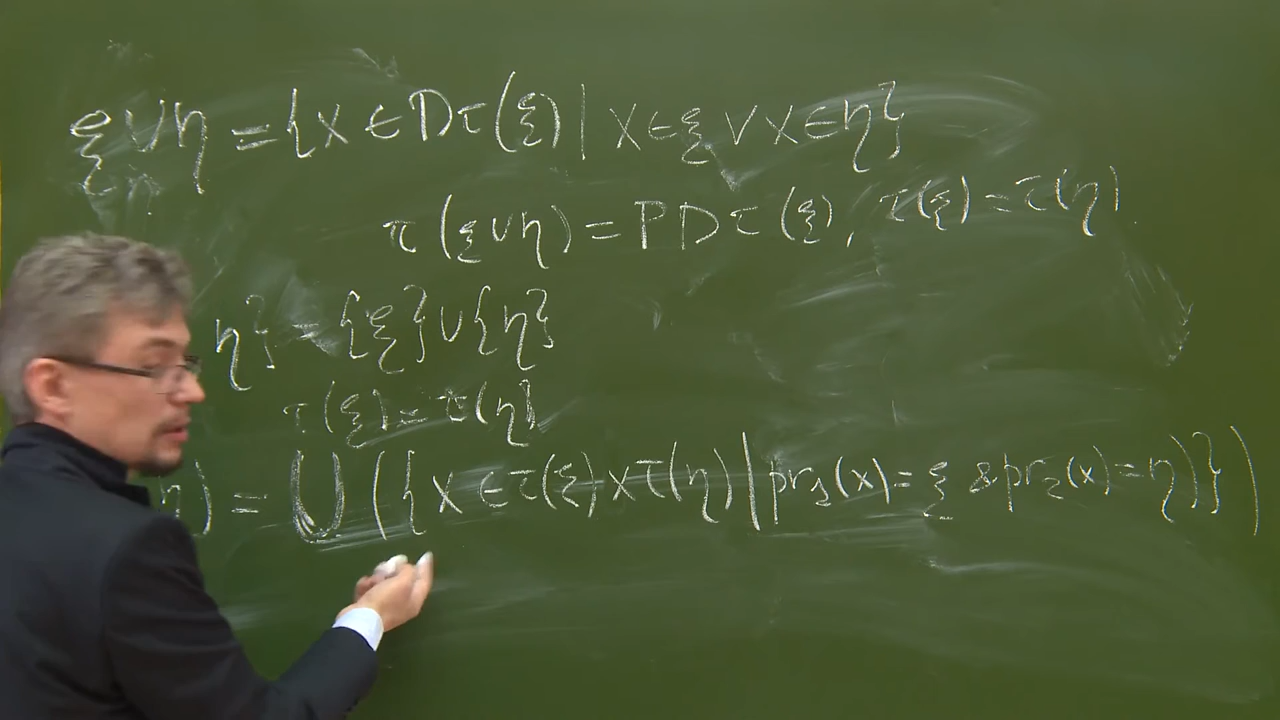 ξ∪η = {x ∈ Dτ(ξ) | x∈ξ ∨ x∈η}
τ(ξ∪η) = PDτ(ξ), τ(ξ) = τ(η)
η} = {ξ}∪{η}
τ(ξ) = τ(η)
η) = ⋃({x ∈ τ(ξ)×τ(η) | pr₁(x) = ξ & pr₂(x) = η)})